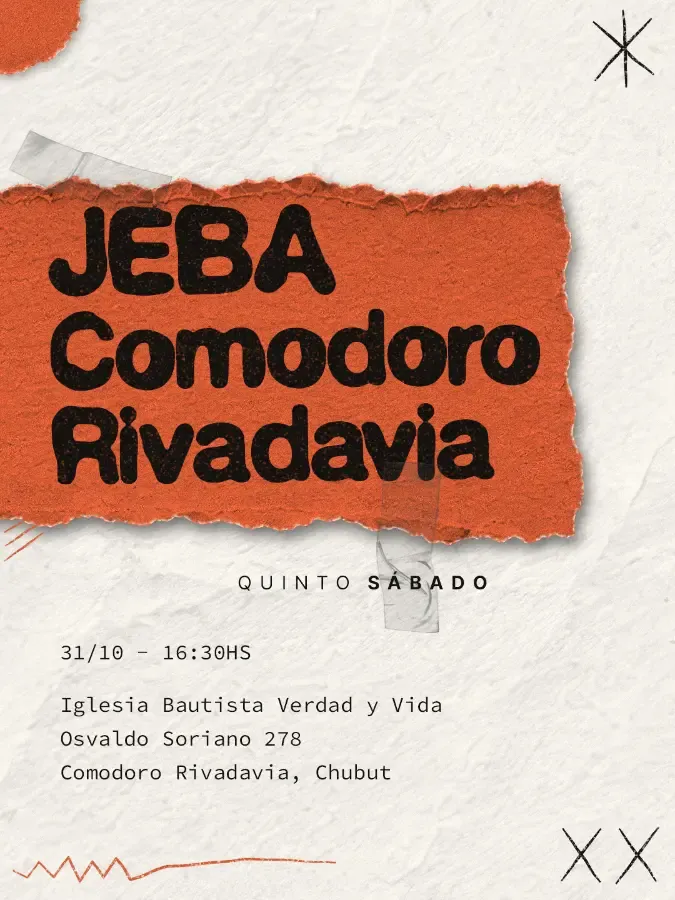 JEBA
Comodoro
Rivadavia
QUINTO SÁBADO
31/10 - 16:30HS
Iglesia Bautista Verdad y Vida
Osvaldo Soriano 278
Comodoro Rivadavia, Chubut